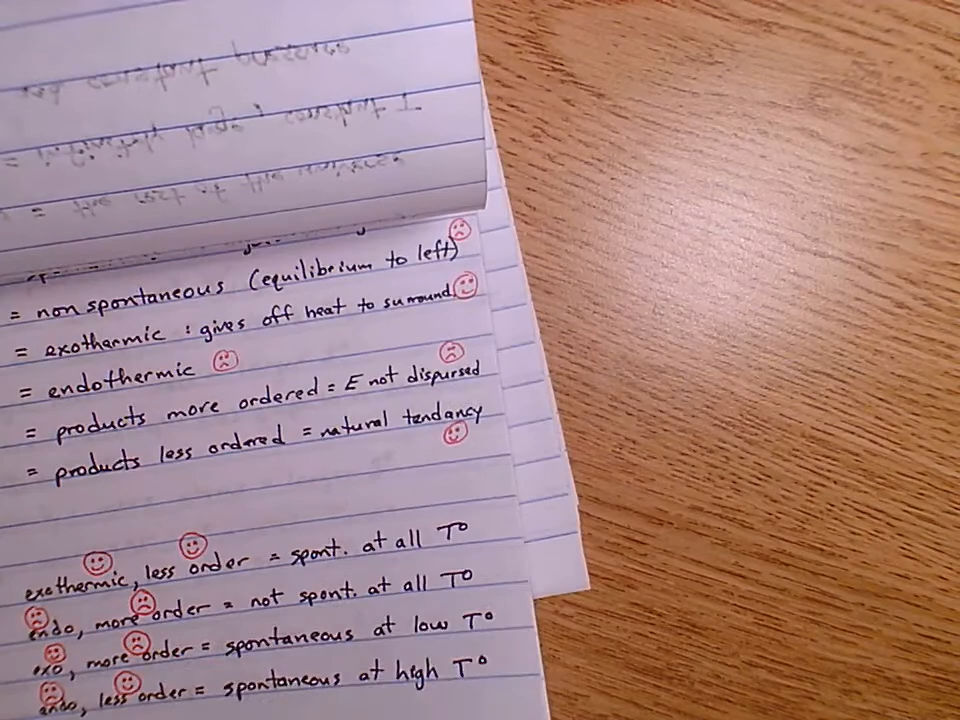 = nonspontaneous (equilibrium to left)
= exothermic : gives off heat to surround
= endothermic
= products more ordered = E not dispursed
= products less ordered = natural tendancy
exothermic, less order = spont. at all T°
endo, more order = not spont. at all T°
exo, more order = spontaneous at low T°
endo, less order = spontaneous at high T°